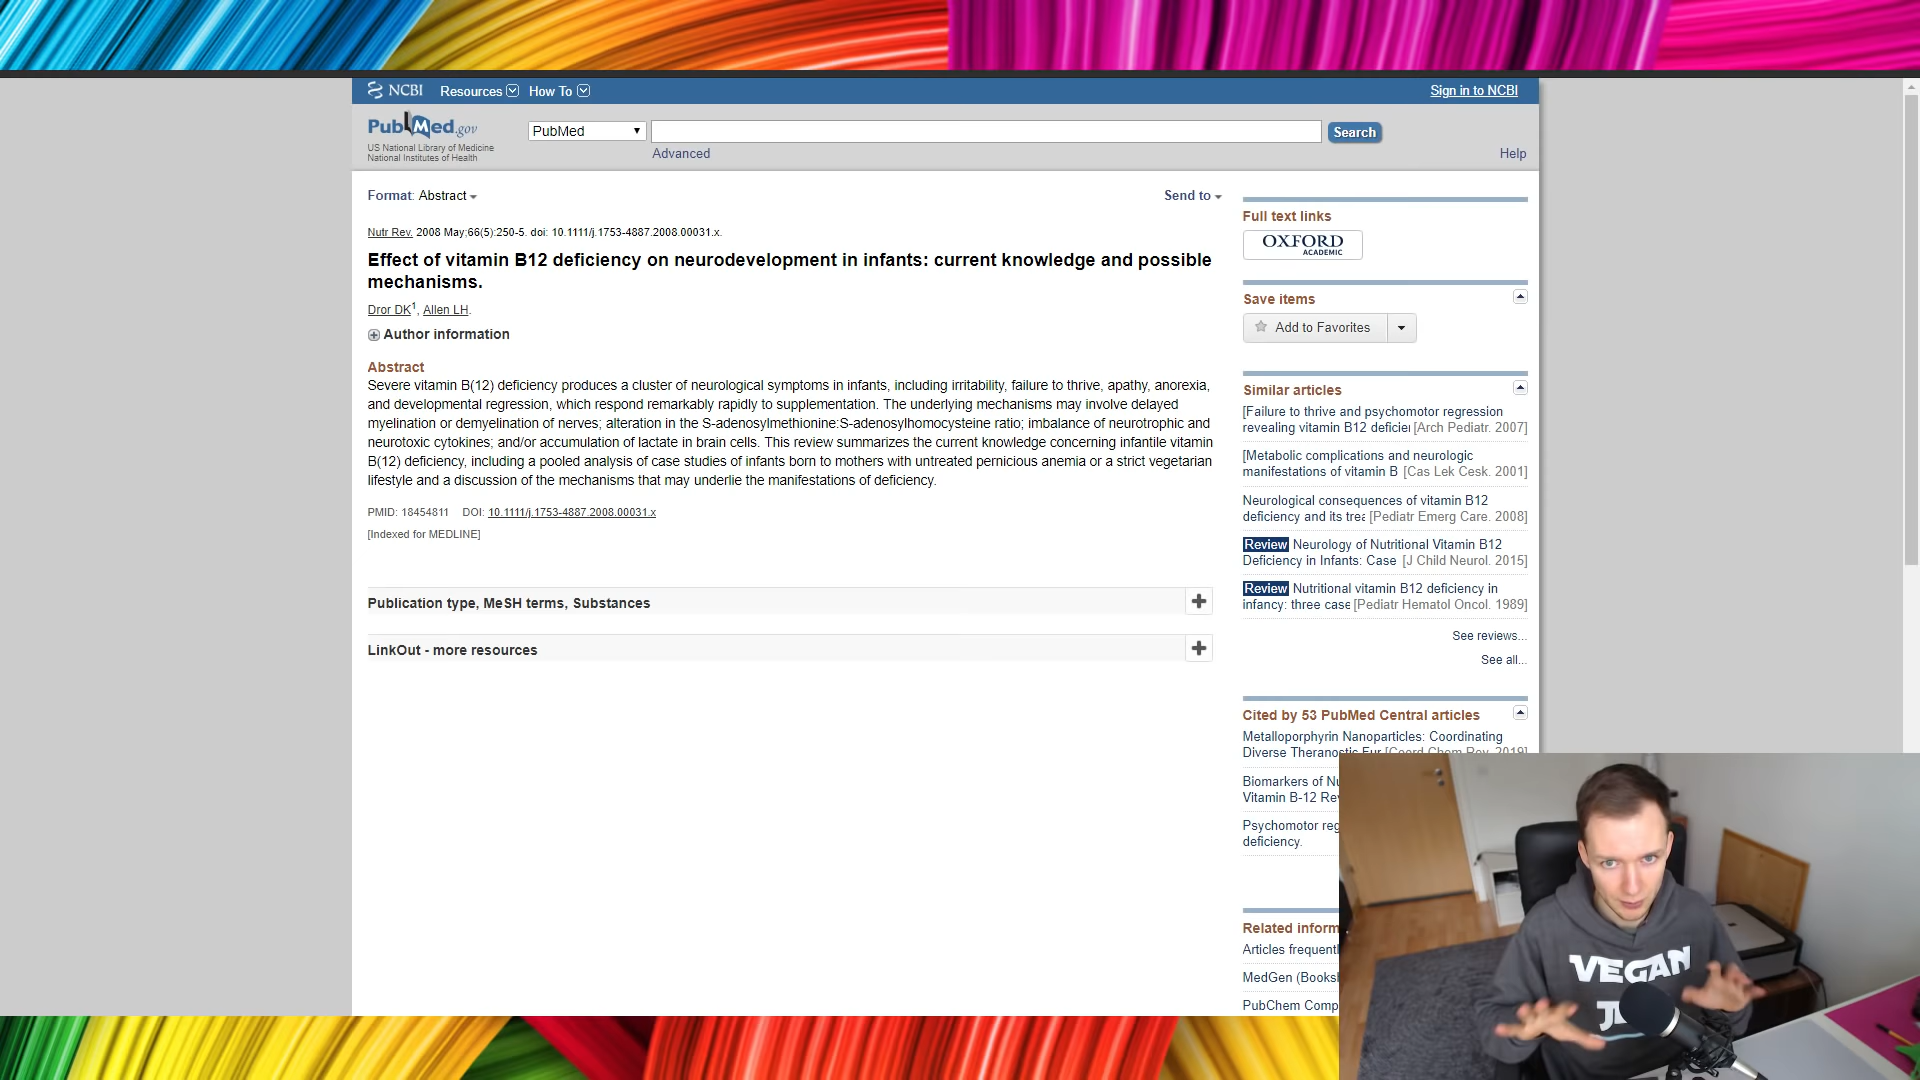 NCBI Resources How To Sign in to NCBI
PubMed.gov
US National Library of Medicine
National Institutes of Health
PubMed
Search
Advanced
Help
Format: Abstract
Send to
Nutr Rev. 2008 May;66(5):250-5. doi: 10.1111/j.1753-4887.2008.00031.x.
Effect of vitamin B12 deficiency on neurodevelopment in infants: current knowledge and possible
mechanisms.
Dror DK1, Allen LH.
Author information
Abstract
Severe vitamin B(12) deficiency produces a cluster of neurological symptoms in infants, including irritability, failure to thrive, apathy, anorexia,
and developmental regression, which respond remarkably rapidly to supplementation. The underlying mechanisms may involve delayed
myelination or demyelination of nerves; alteration in the S-adenosylmethionine:S-adenosylhomocysteine ratio; imbalance of neurotrophic and
neurotoxic cytokines; and/or accumulation of lactate in brain cells. This review summarizes the current knowledge concerning infantile vitamin
B(12) deficiency, including a pooled analysis of case studies of infants born to mothers with untreated pernicious anemia or a strict vegetarian
lifestyle and a discussion of the mechanisms that may underlie the manifestations of deficiency.
PMID: 18454811 DOI: 10.1111/j.1753-4887.2008.00031.x
[Indexed for MEDLINE]
Publication type, MeSH terms, Substances
LinkOut - more resources
Full text links
OXFORD
ACADEMIC
Save items
Add to Favorites
Similar articles
[Failure to thrive and psychomotor regression
revealing vitamin B12 deficie [Arch Pediatr. 2007]
[Metabolic complications and neurologic
manifestations of vitamin B [Cas Lek Cesk. 2001]
Neurological consequences of vitamin B12
deficiency and its trea [Pediatr Emerg Care. 2008]
Review Neurology of Nutritional Vitamin B12
Deficiency in Infants: Case [J Child Neurol. 2015]
Review Nutritional vitamin B12 deficiency in
infancy: three case [Pediatr Hematol Oncol. 1989]
See reviews...
See all...
Cited by 53 PubMed Central articles
Metalloporphyrin Nanoparticles: Coordinating
Diverse Theranostic Fur [Coord Chem Rev. 2019]
Biomarkers of Nu
Vitamin B-12 Rev
Psychomotor reg
deficiency.
Related inform
Articles frequentl
MedGen (Booksh
PubChem Comp
VEGAN